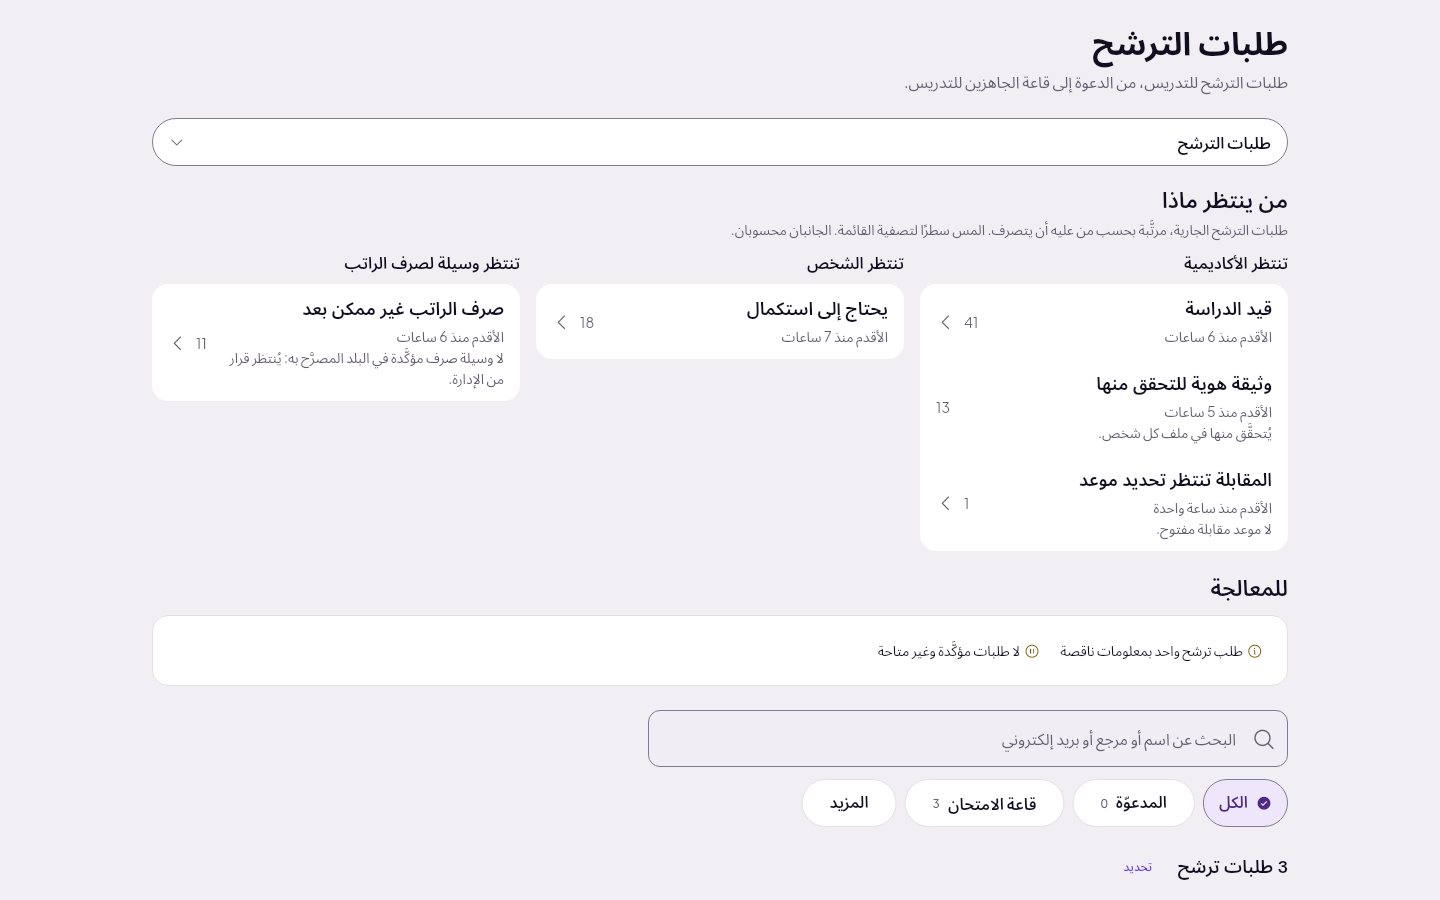 طلبات الترشح
طلبات الترشح للتدريس، من الدعوة إلى قاعة الجاهزين للتدريس.
طلبات الترشح
من ينتظر ماذا
طلبات الترشح الجارية، مرتَّبة بحسب من عليه أن يتصرف. المس سطرًا لتصفية القائمة. الجانبان محسوبان.
تنتظر الأكاديمية
قيد الدراسة
الأقدم منذ 6 ساعات
41
وثيقة هوية للتحقق منها
الأقدم منذ 5 ساعات
يُتحقَّق منها في ملف كل شخص.
13
المقابلة تنتظر تحديد موعد
الأقدم منذ ساعة واحدة
لا موعد مقابلة مفتوح.
1
تنتظر الشخص
يحتاج إلى استكمال
الأقدم منذ 7 ساعات
18
تنتظر وسيلة لصرف الراتب
صرف الراتب غير ممكن بعد
الأقدم منذ 6 ساعات
لا وسيلة صرف مؤكَّدة في البلد المصرَّح به: يُنتظر قرار
من الإدارة.
11
للمعالجة
طلب ترشح واحد بمعلومات ناقصة
لا طلبات مؤكَّدة وغير متاحة
البحث عن اسم أو مرجع أو بريد إلكتروني
الكل
المدعوّة 0
قاعة الامتحان 3
المزيد
3 طلبات ترشح
تحديد